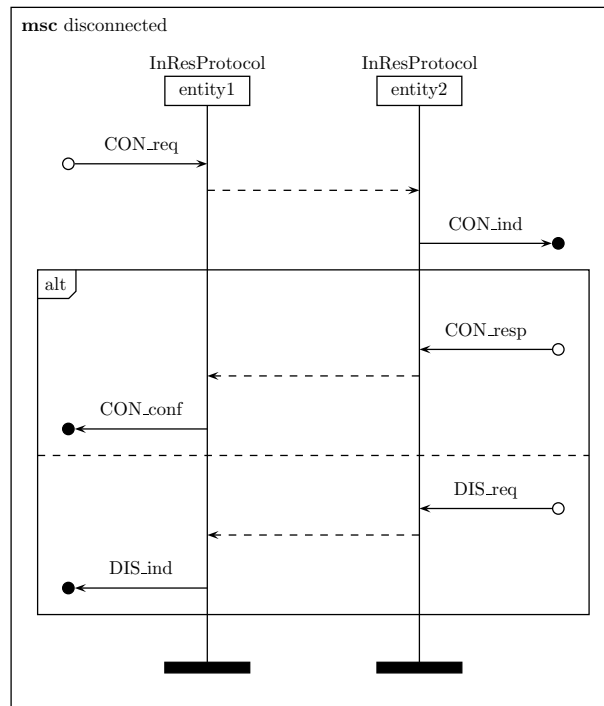 msc disconnected
InResProtocol InResProtocol
entity1 entity2
CON_req
CON_ind
alt
CON_resp
CON_conf
DIS_req
DIS_ind